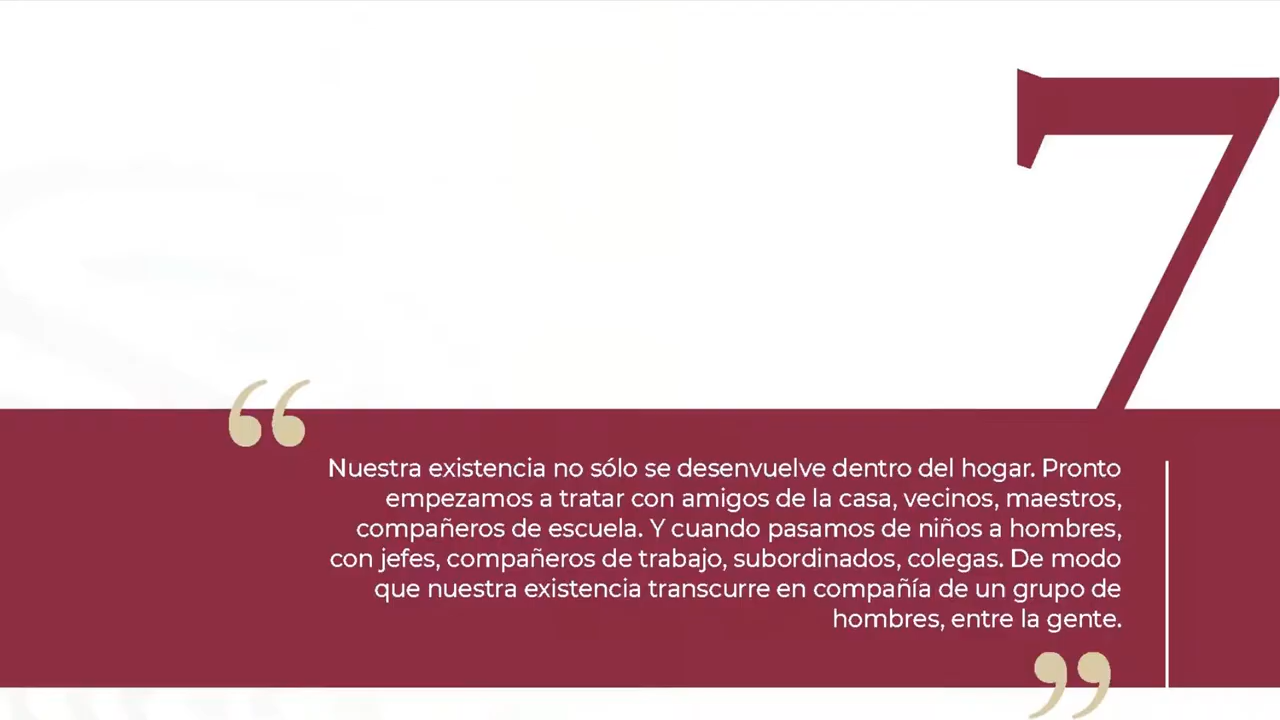 7
“
Nuestra existencia no sólo se desenvuelve dentro del hogar. Pronto
empezamos a tratar con amigos de la casa, vecinos, maestros,
compañeros de escuela. Y cuando pasamos de niños a hombres,
con jefes, compañeros de trabajo, subordinados, colegas. De modo
que nuestra existencia transcurre en compañía de un grupo de
hombres, entre la gente.
”